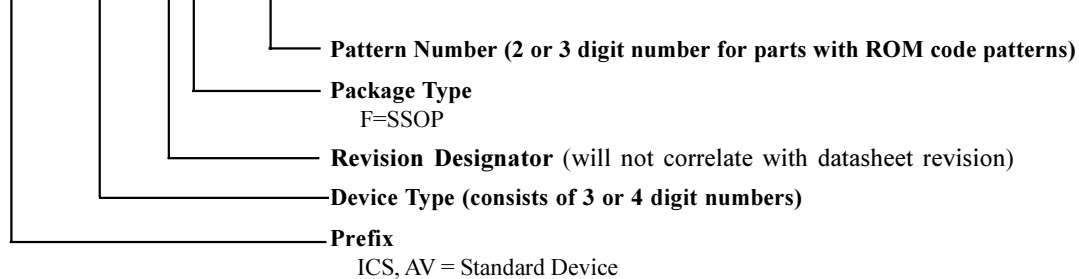 Pattern Number (2 or 3 digit number for parts with ROM code patterns)
Package Type
F=SSOP
Revision Designator (will not correlate with datasheet revision)
Device Type (consists of 3 or 4 digit numbers)
Prefix
ICS, AV = Standard Device